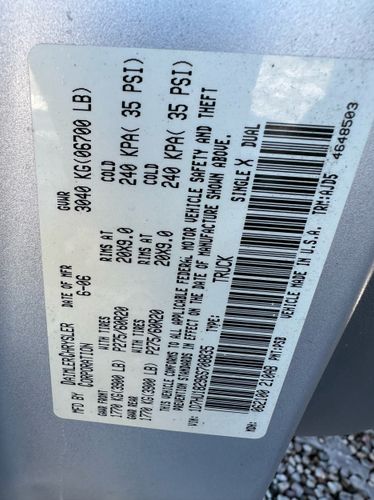 MFD BY DAIMLERCHRYSLER DATE OF MFR GVWR
CORPORATION 6-06 3040 KG(06700 LB)
GAWR FRONT WITH TIRES RIMS AT COLD
1770 KG(3900 LB) P275/60R20 20X9.0 240 KPA( 35 PSI)
GAWR REAR WITH TIRES RIMS AT COLD
1770 KG(3900 LB) P275/60R20 20X9.0 240 KPA( 35 PSI)
THIS VEHICLE CONFORMS TO ALL APPLICABLE FEDERAL MOTOR VEHICLE SAFETY AND THEFT
PREVENTION STANDARDS IN EFFECT ON THE DATE OF MANUFACTURE SHOWN ABOVE.
VIN: TRUCK SINGLE X DUAL
MDH: VEHICLE MADE IN U.S.A. TRM:AJD5
4648503